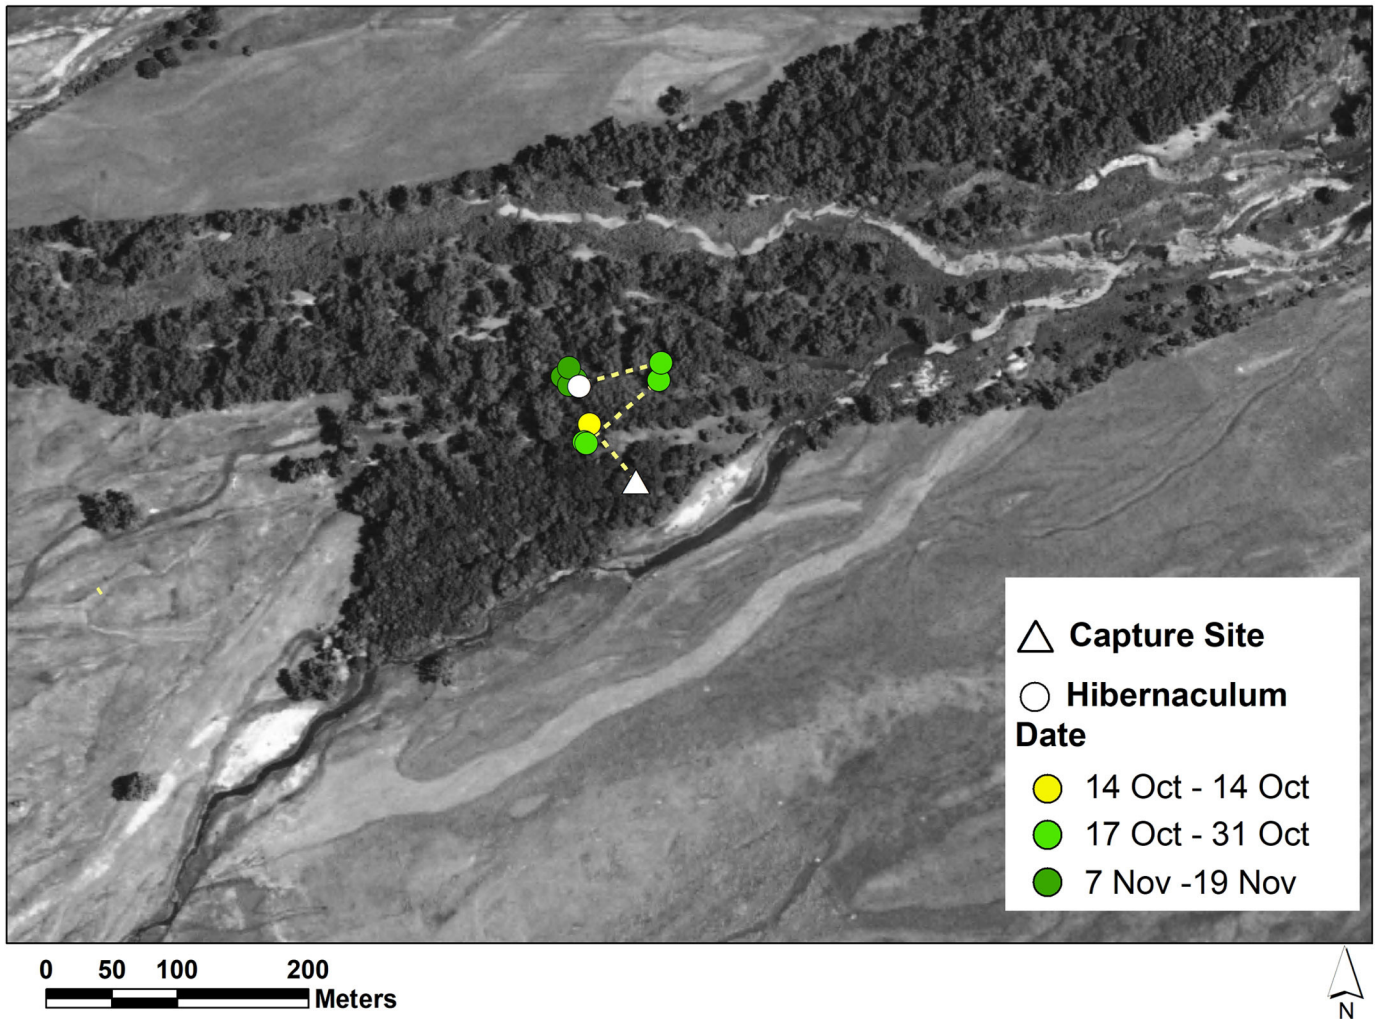 Capture Site
Hibernaculum
Date
14 Oct - 14 Oct
17 Oct - 31 Oct
7 Nov -19 Nov
0 50 100 200
Meters
N